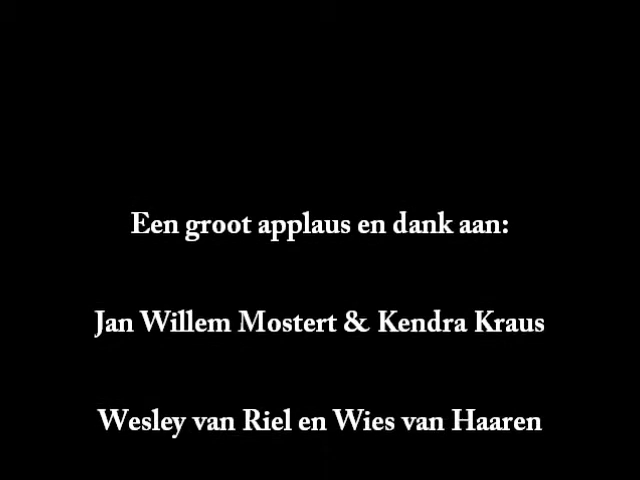 Een groot applaus en dank aan:
Jan Willem Mostert & Kendra Kraus
Wesley van Riel en Wies van Haaren